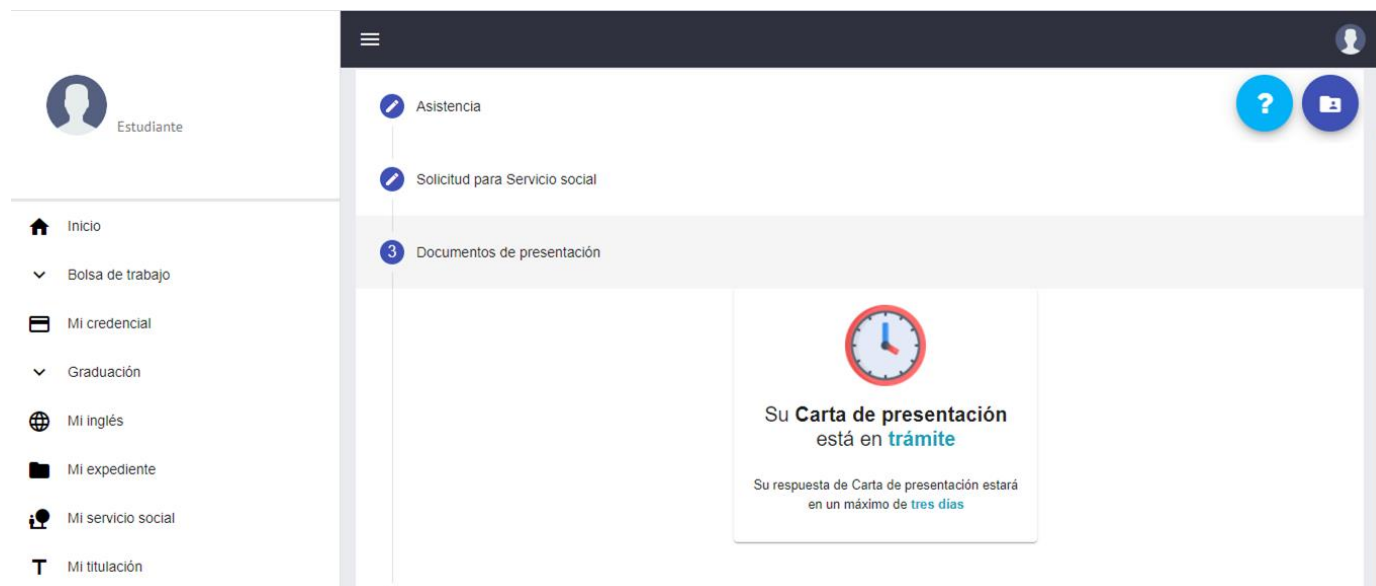 Estudiante
Inicio
Bolsa de trabajo
Mi credencial
Graduación
Mi inglés
Mi expediente
Mi servicio social
Mi titulación
?
Asistencia
Solicitud para Servicio social
3
Documentos de presentación
Su Carta de presentación
está en trámite
Su respuesta de Carta de presentación estará
en un máximo de tres días